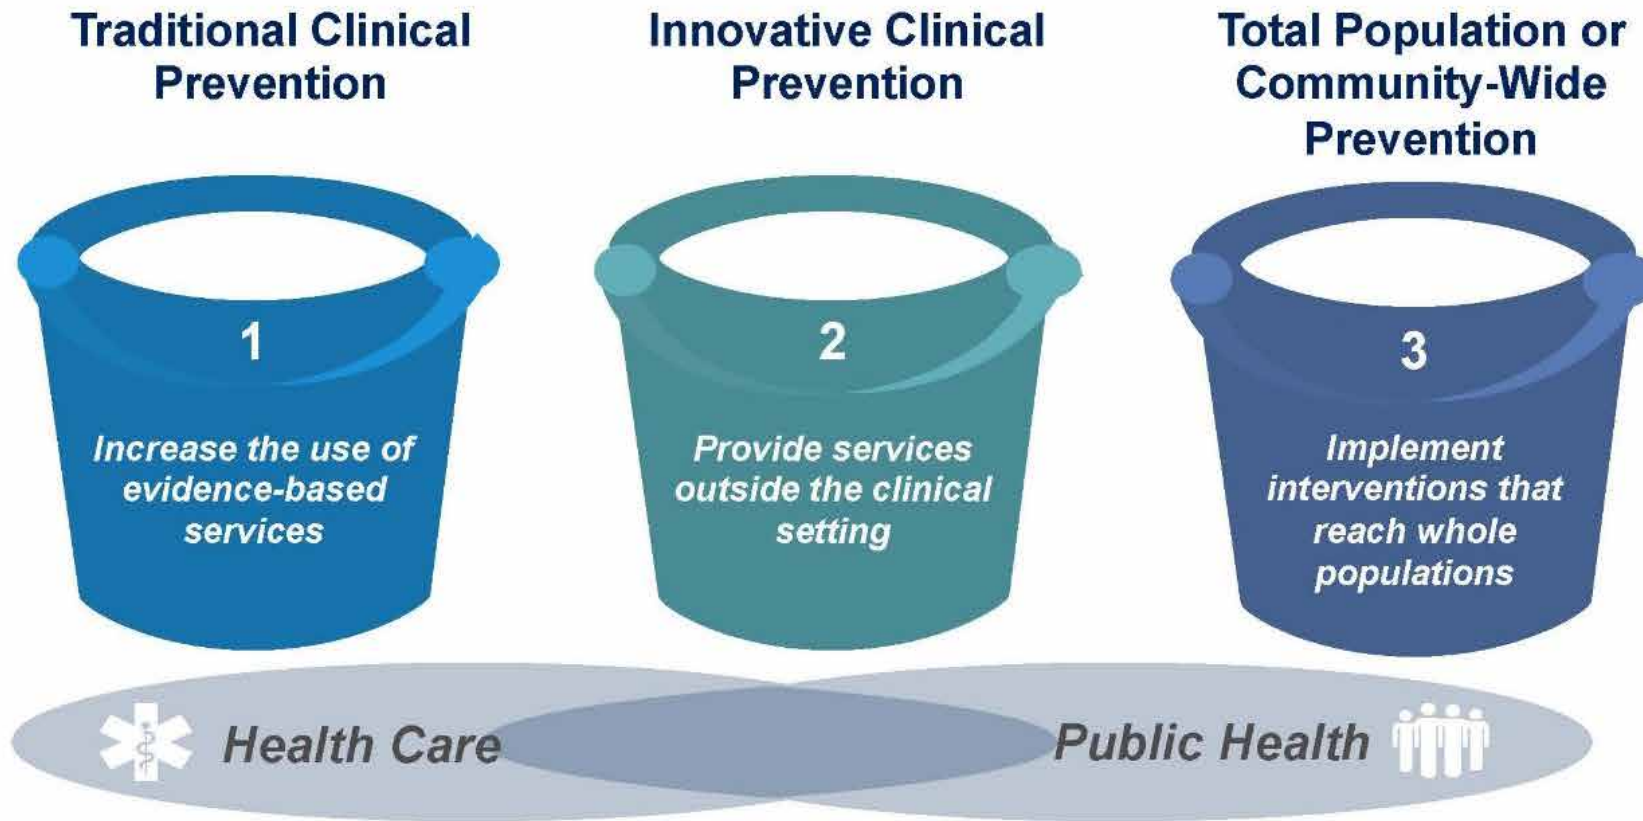 Traditional Clinical
Prevention
Innovative Clinical
Prevention
Total Population or
Community-Wide
Prevention
1
Increase the use of
evidence-based
services
2
Provide services
outside the clinical
setting
3
Implement
interventions that
reach whole
populations
Health Care
Public Health